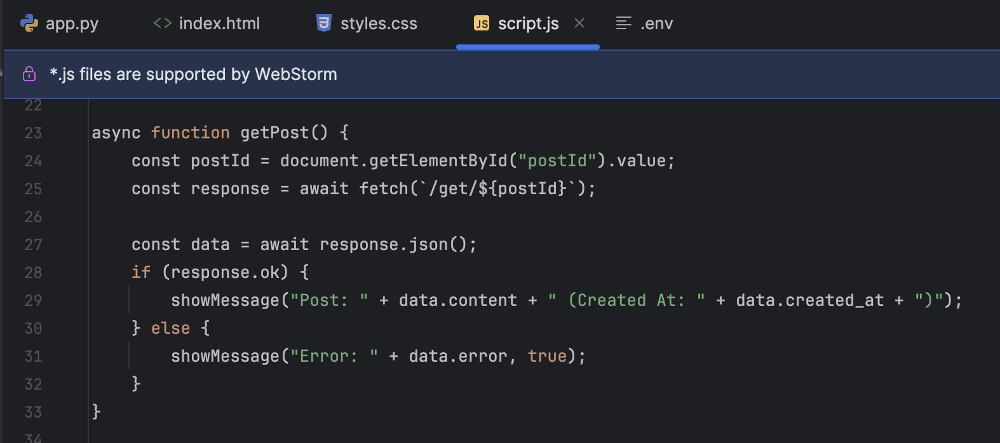 app.py <> index.html styles.css JS script.js × .env
*.js files are supported by WebStorm
22
23 async function getPost() {
24     const postId = document.getElementById("postId").value;
25     const response = await fetch(`/get/${postId}`);
26
27     const data = await response.json();
28     if (response.ok) {
29         showMessage("Post: " + data.content + " (Created At: " + data.created_at + ")");
30     } else {
31         showMessage("Error: " + data.error, true);
32     }
33 }
34